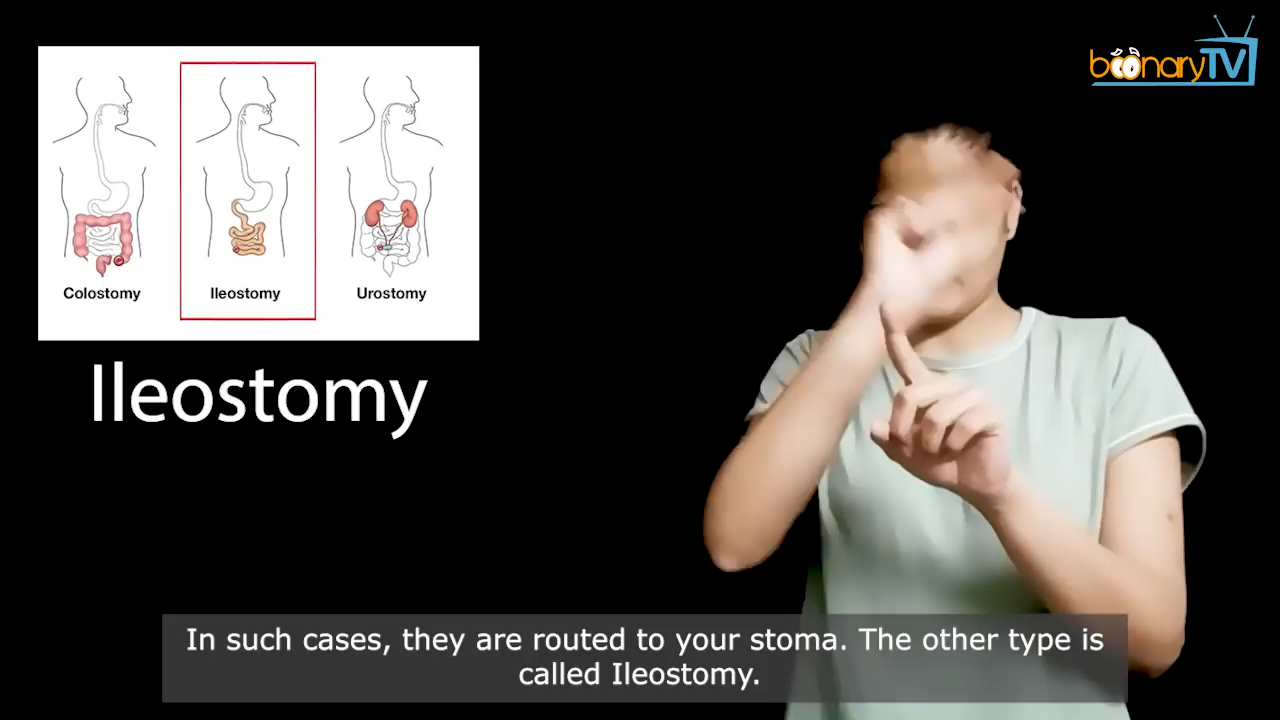 boonaryTV
Colostomy
Ileostomy
Urostomy
Ileostomy
In such cases, they are routed to your stoma. The other type is
called Ileostomy.